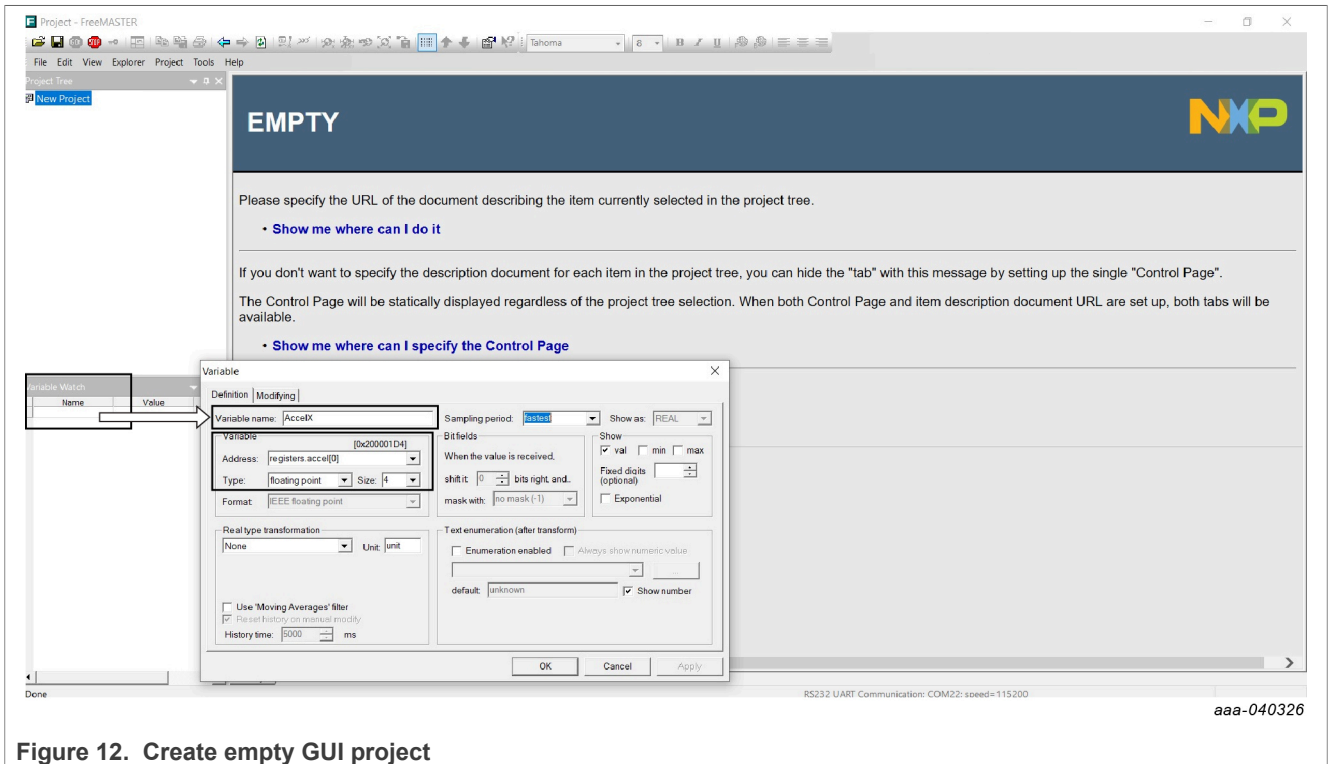 Project - FreeMASTER
Tahoma 8 B I U
File Edit View Explorer Project Tools Help
Project Tree
New Project
EMPTY
NXP
Please specify the URL of the document describing the item currently selected in the project tree.
• Show me where can I do it
If you don't want to specify the description document for each item in the project tree, you can hide the "tab" with this message by setting up the single "Control Page".
The Control Page will be statically displayed regardless of the project tree selection. When both Control Page and item description document URL are set up, both tabs will be
available.
• Show me where can I specify the Control Page
Variable Watch
Name Value
Variable
Definition Modifying
Variable name: AccelX
Sampling period: fastest
Show as: REAL
Variable
[0x200001D4]
Address: registers.accel[0]
Type: floating point Size: 4
Format: IEEE floating point
Bit fields
When the value is received,
shift it: 0 bits right, and..
mask with: no mask (-1)
Show
val min max
Fixed digits
(optional)
Exponential
Real type transformation
None Unit: unit
Use 'Moving Averages' filter
Reset history on manual modify
History time: 5000 ms
Text enumeration (after transform)
Enumeration enabled Always show numeric value
...
default: unknown Show number
OK Cancel Apply
Done
RS232 UART Communication: COM22; speed=115200
aaa-040326
Figure 12. Create empty GUI project